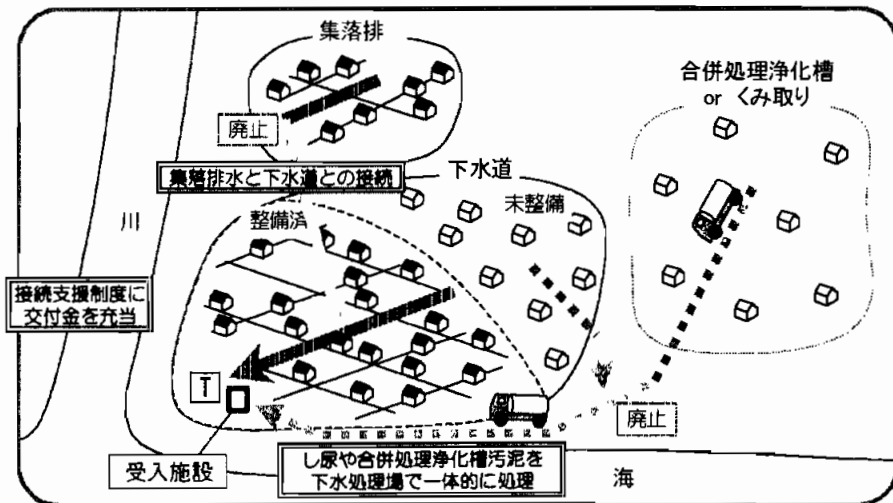 集落排
合併処理浄化槽
or くみ取り
廃止
集落排水と下水道との接続
下水道
川
整備済
未整備
接続支援制度に
交付金を充当
T
廃止
受入施設
し尿や合併処理浄化槽汚泥を
下水処理場で一体的に処理
海